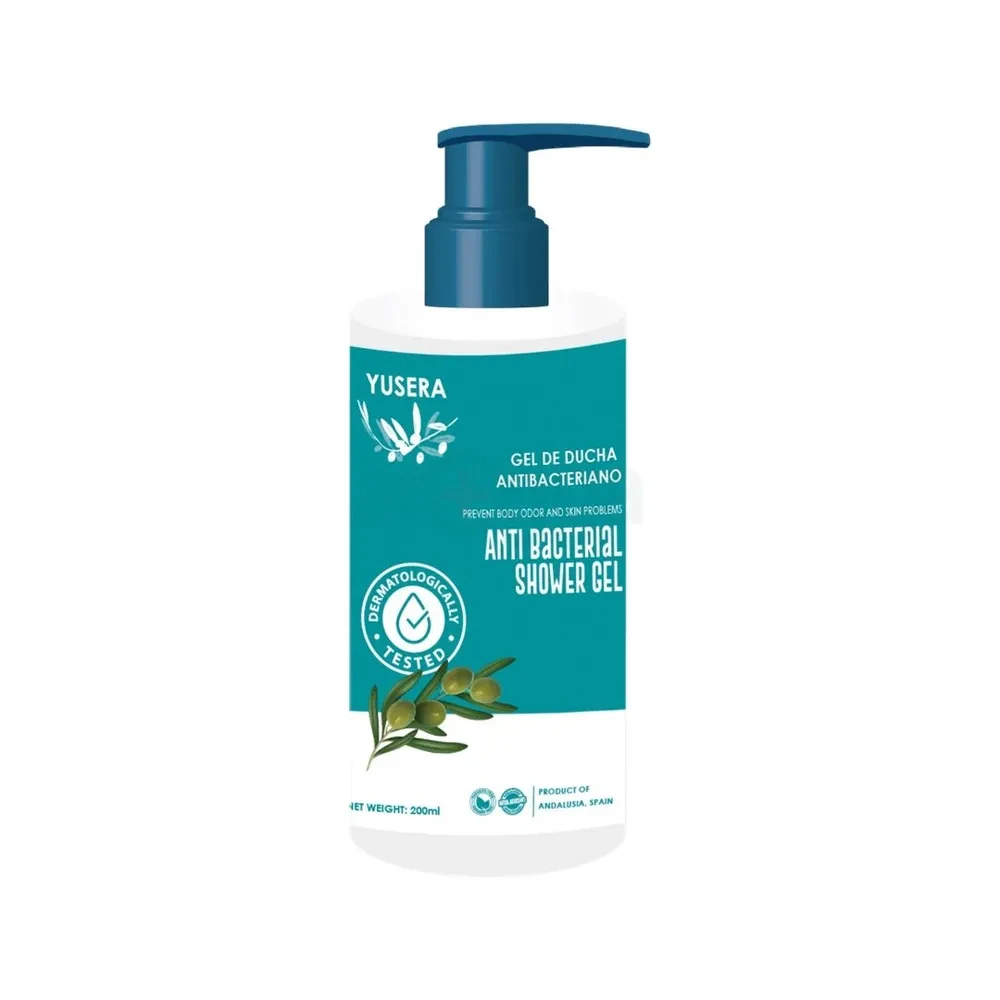 YUSERA
GEL DE DUCHA
ANTIBACTERIANO
PREVENT BODY ODOR AND SKIN PROBLEMS
ANTI BACTERIAL
SHOWER GEL
DERMATOLOGICALLY
TESTED
NET WEIGHT: 200ml
PRODUCT OF
ANDALUSIA, SPAIN